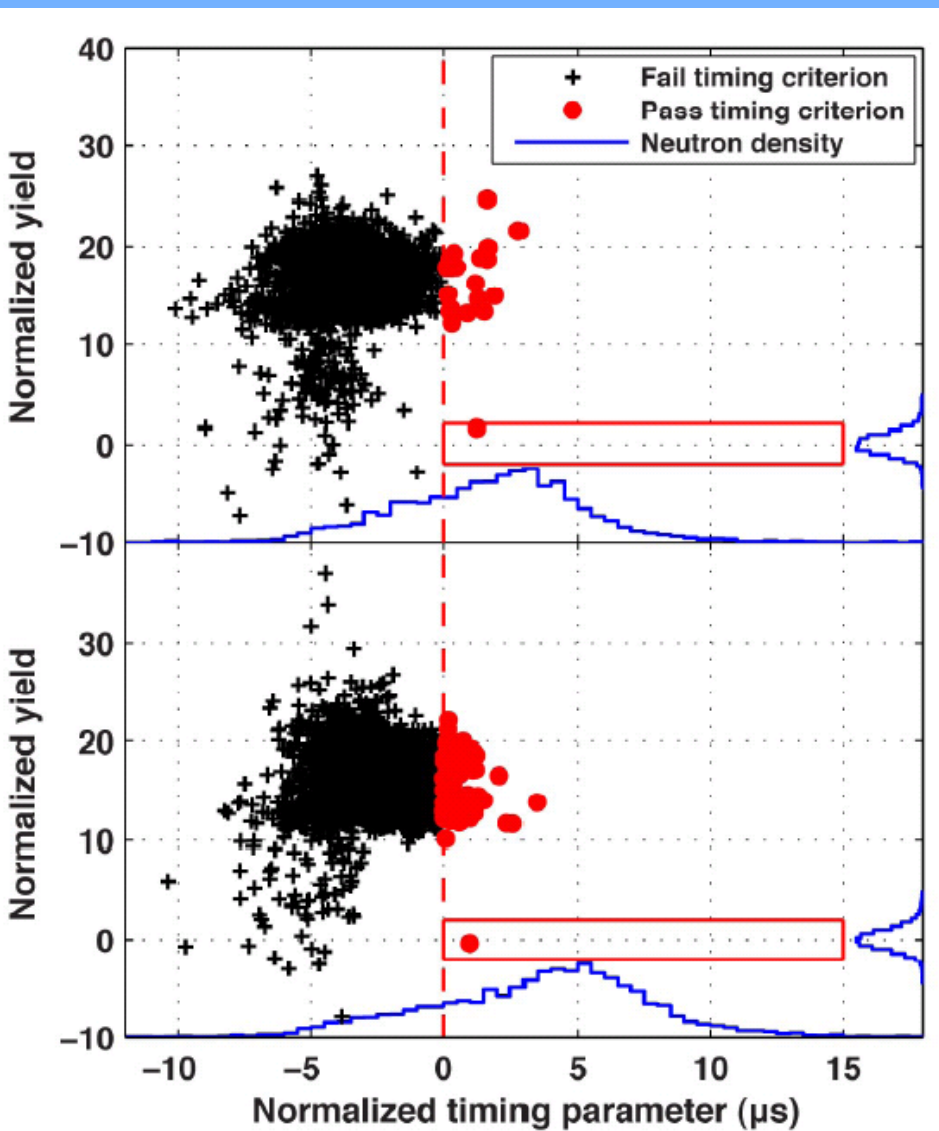 40
30
20
10
0
−10
Normalized yield
Fail timing criterion
Pass timing criterion
Neutron density
30
20
10
0
−10
Normalized yield
−10 −5 0 5 10 15
Normalized timing parameter (µs)